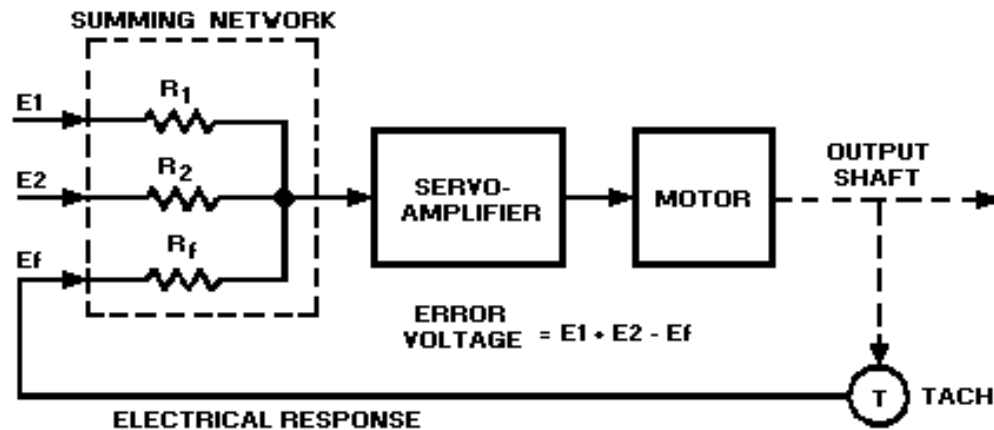 SUMMING NETWORK
E1
R1
E2
R2
Ef
Rf
SERVO-
AMPLIFIER
MOTOR
OUTPUT
SHAFT
ERROR
VOLTAGE = E1 + E2 - Ef
T
TACH
ELECTRICAL RESPONSE